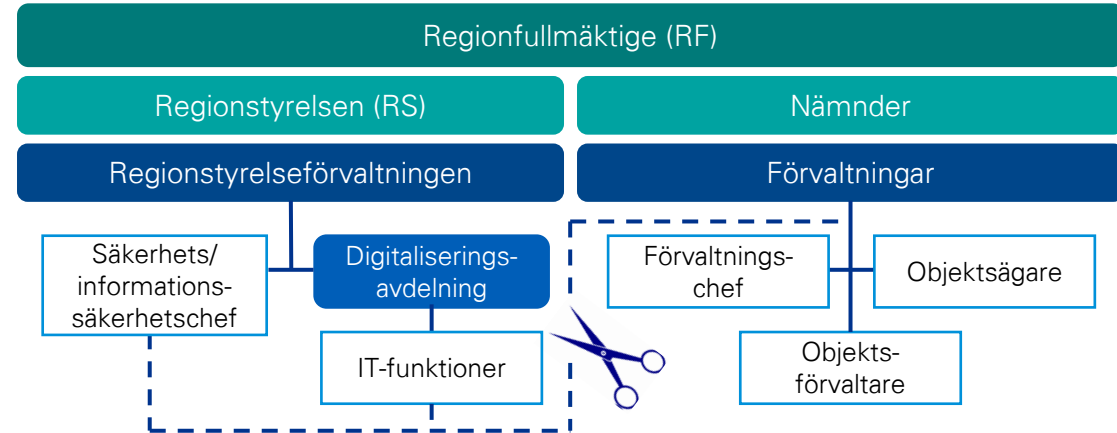 Regionfullmäktige (RF)
Regionstyrelsen (RS)
Nämnder
Regionstyrelseförvaltningen
Förvaltningar
Säkerhets/
informations-
säkerhetschef
Digitaliserings-
avdelning
IT-funktioner
Förvaltnings-
chef
Objektsägare
Objekts-
förvaltare